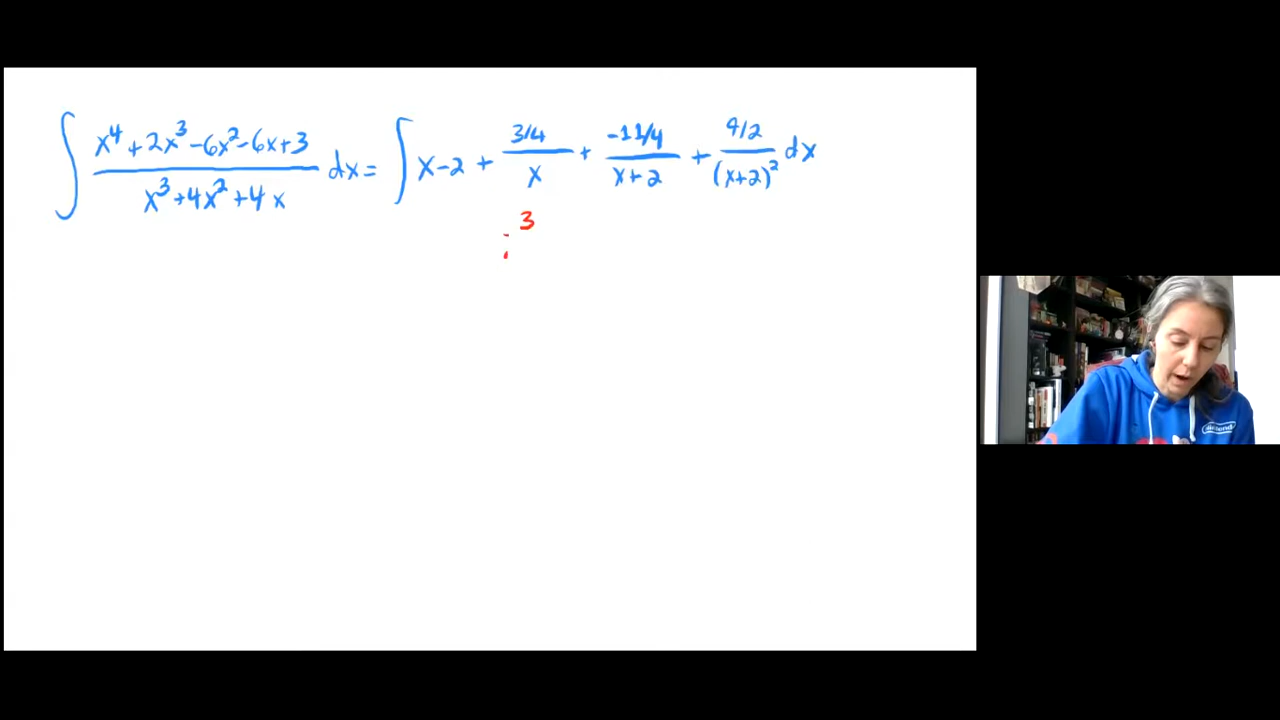 ∫ (x⁴+2x³-6x²-6x+3)/(x³+4x²+4x) dx = ∫ x-2 + (3/4)/x + (-11/4)/(x+2) + (9/2)/(x+2)² dx
3